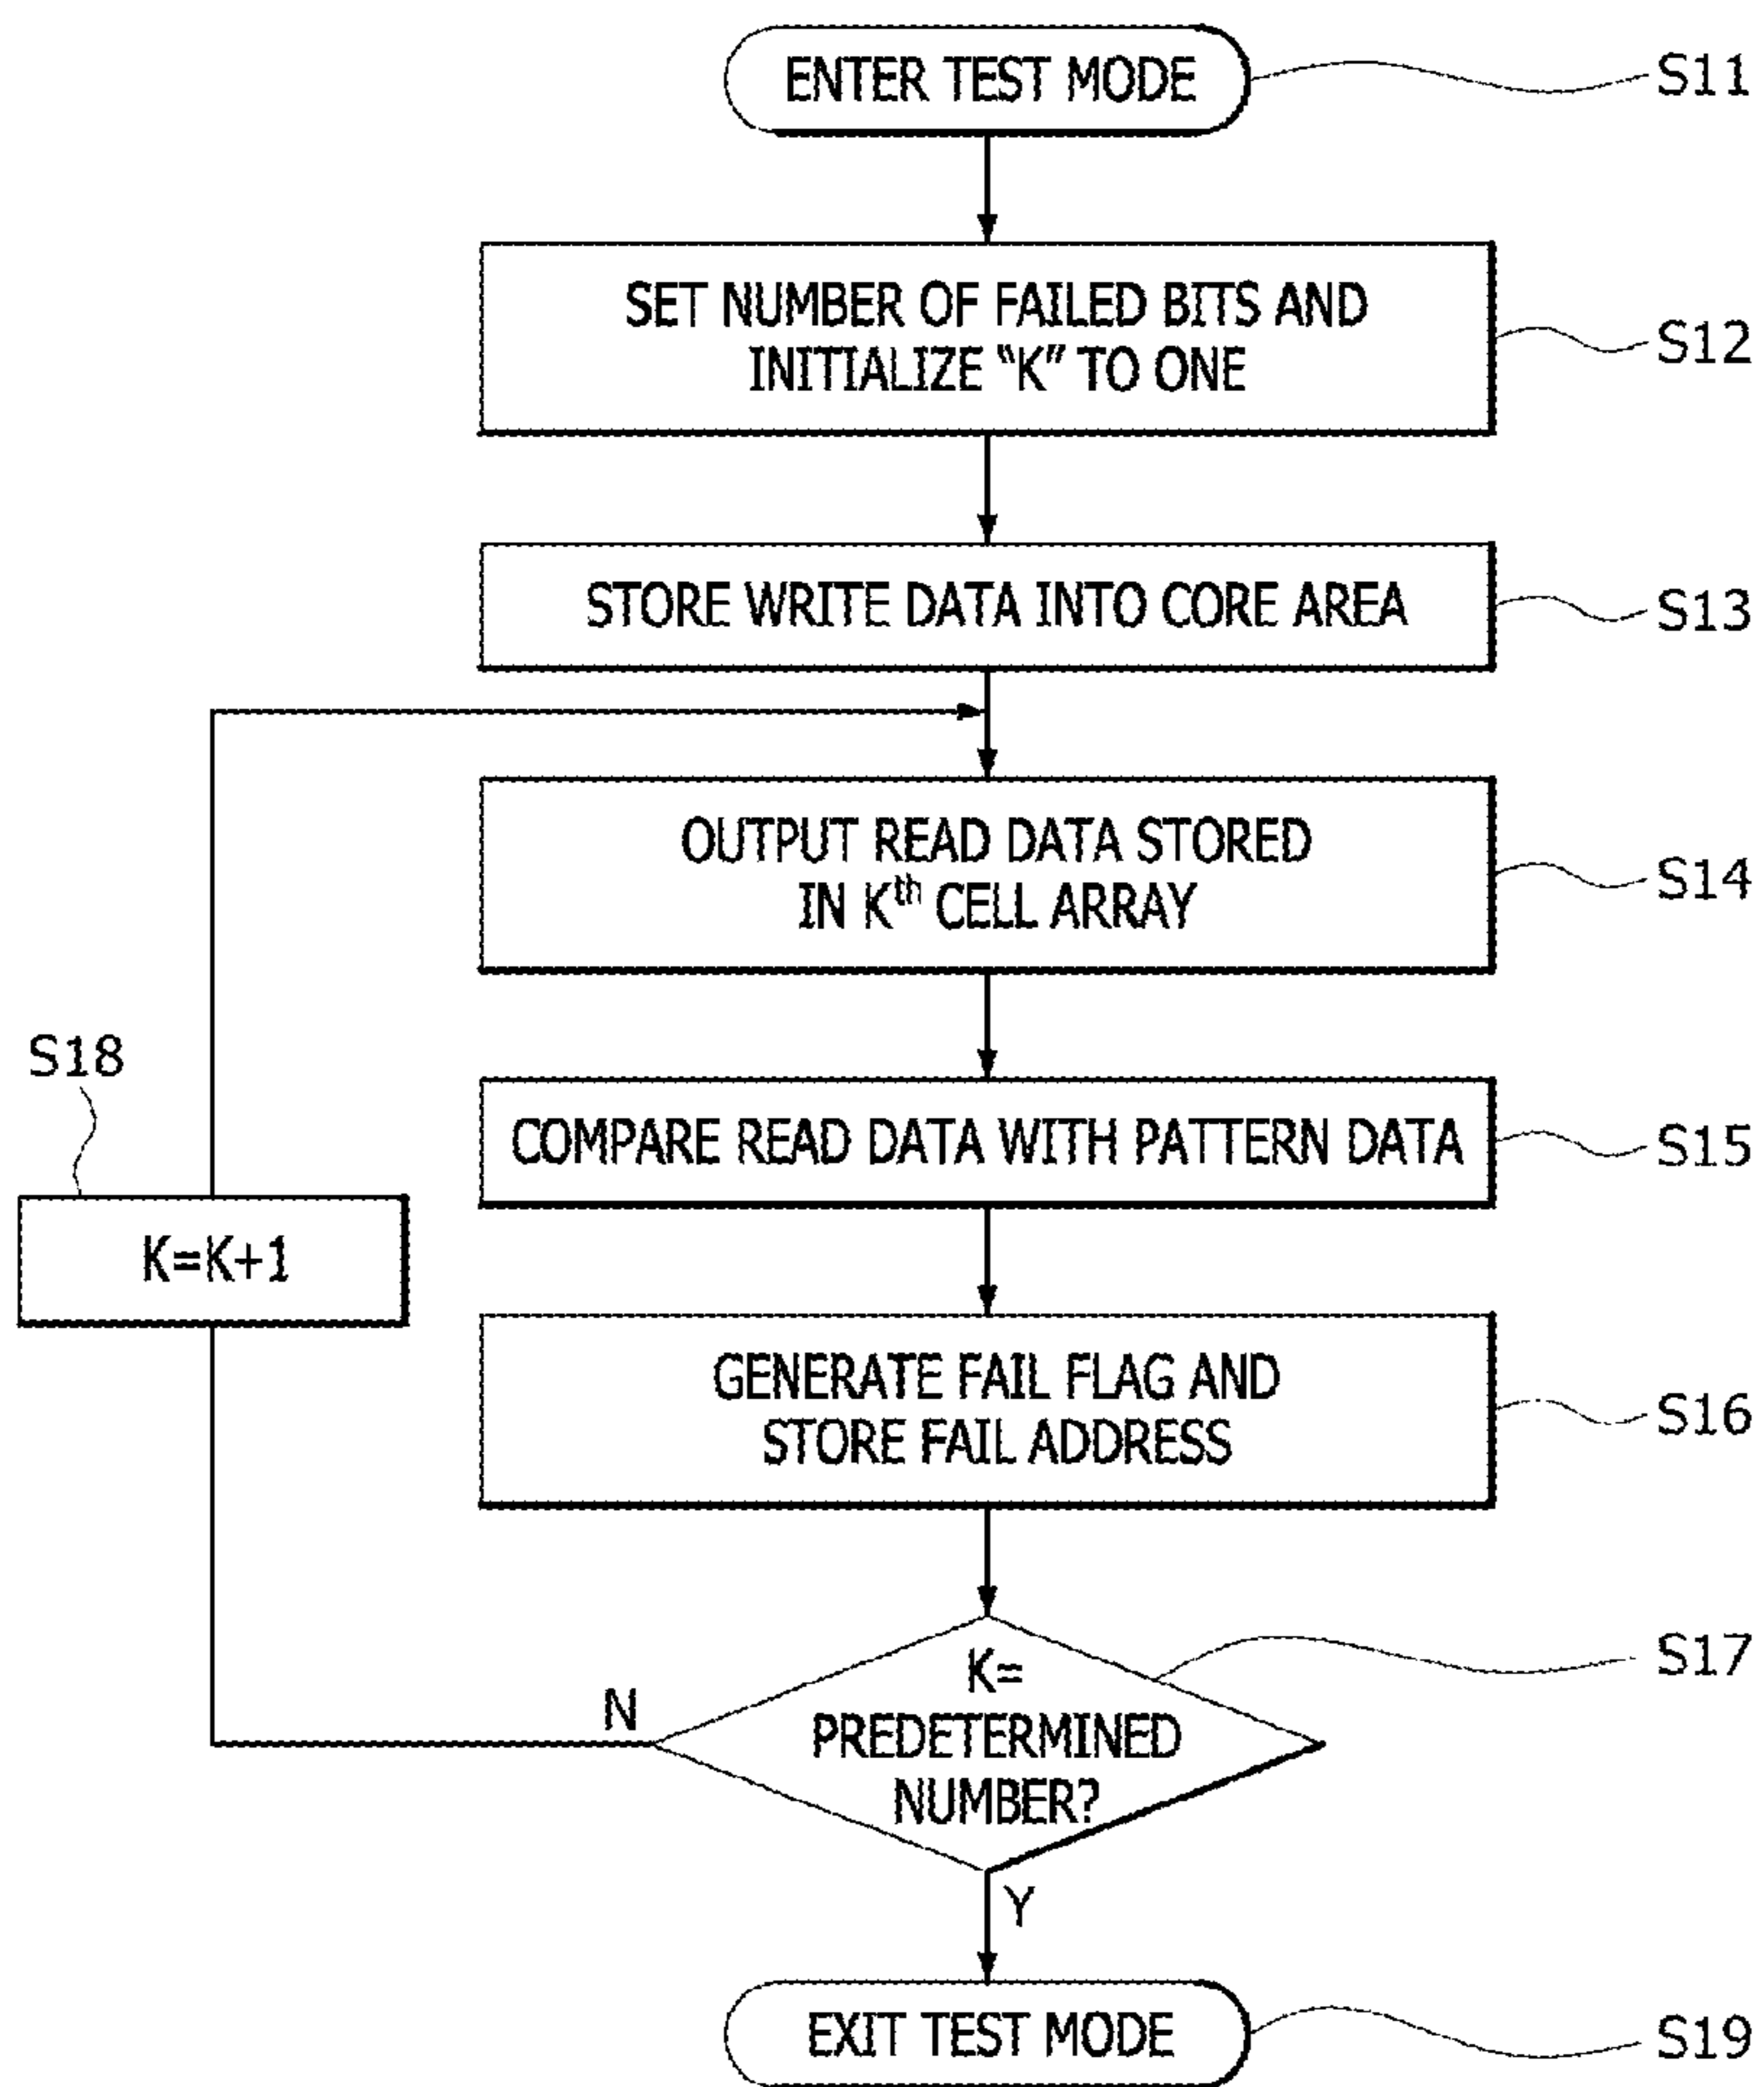 ENTER TEST MODE
S11
SET NUMBER OF FAILED BITS AND
INITIALIZE “K” TO ONE
S12
STORE WRITE DATA INTO CORE AREA
S13
OUTPUT READ DATA STORED
IN Kth CELL ARRAY
S14
COMPARE READ DATA WITH PATTERN DATA
S15
S18
K=K+1
GENERATE FAIL FLAG AND
STORE FAIL ADDRESS
S16
K=
PREDETERMINED
NUMBER?
S17
N
Y
EXIT TEST MODE
S19